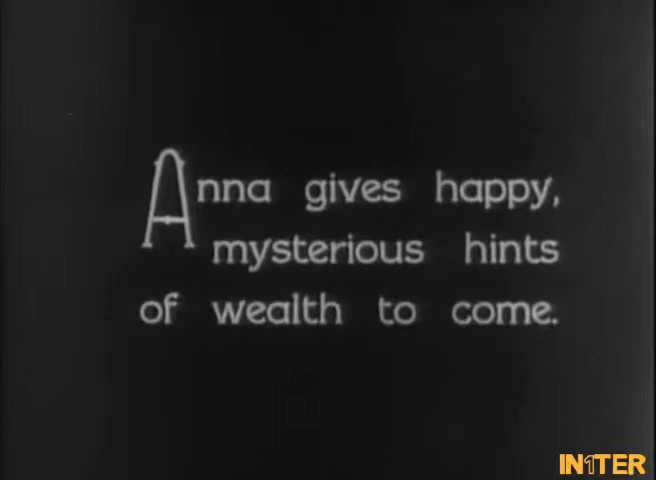 Anna gives happy,
mysterious hints
of wealth to come.
IN1TER